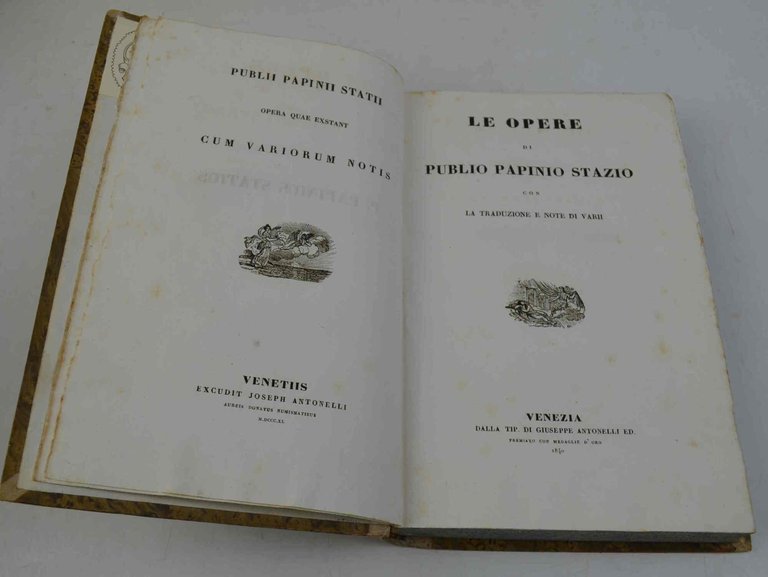 PUBLII PAPINII STATII
OPERA QUAE EXSTANT
CUM VARIORUM NOTIS
VENETIIS
EXCUDIT JOSEPH ANTONELLI
AUREIS DONATUS NUMISMATIBUS
M.DCCC.XL
LE OPERE
DI
PUBLIO PAPINIO STAZIO
CON
LA TRADUZIONE E NOTE DI VARII
VENEZIA
DALLA TIP. DI GIUSEPPE ANTONELLI ED.
PREMIATO CON MEDAGLIE D'ORO
1840